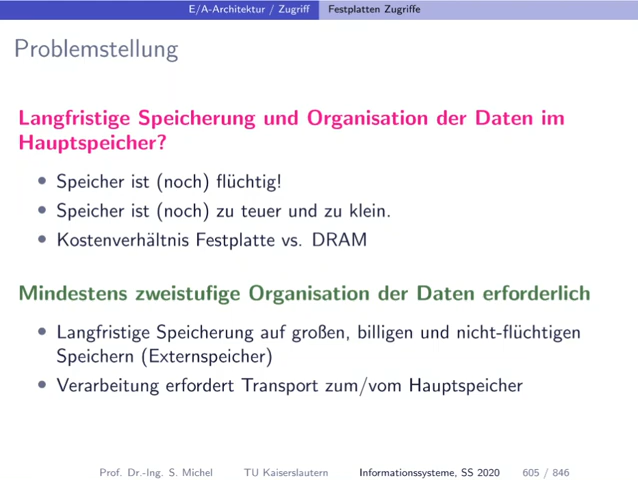 E/A-Architektur / Zugriff Festplatten Zugriffe
Problemstellung
Langfristige Speicherung und Organisation der Daten im
Hauptspeicher?
• Speicher ist (noch) flüchtig!
• Speicher ist (noch) zu teuer und zu klein.
• Kostenverhältnis Festplatte vs. DRAM
Mindestens zweistufige Organisation der Daten erforderlich
• Langfristige Speicherung auf großen, billigen und nicht-flüchtigen
Speichern (Externspeicher)
• Verarbeitung erfordert Transport zum/vom Hauptspeicher
Prof. Dr.-Ing. S. Michel TU Kaiserslautern Informationssysteme, SS 2020 605 / 846